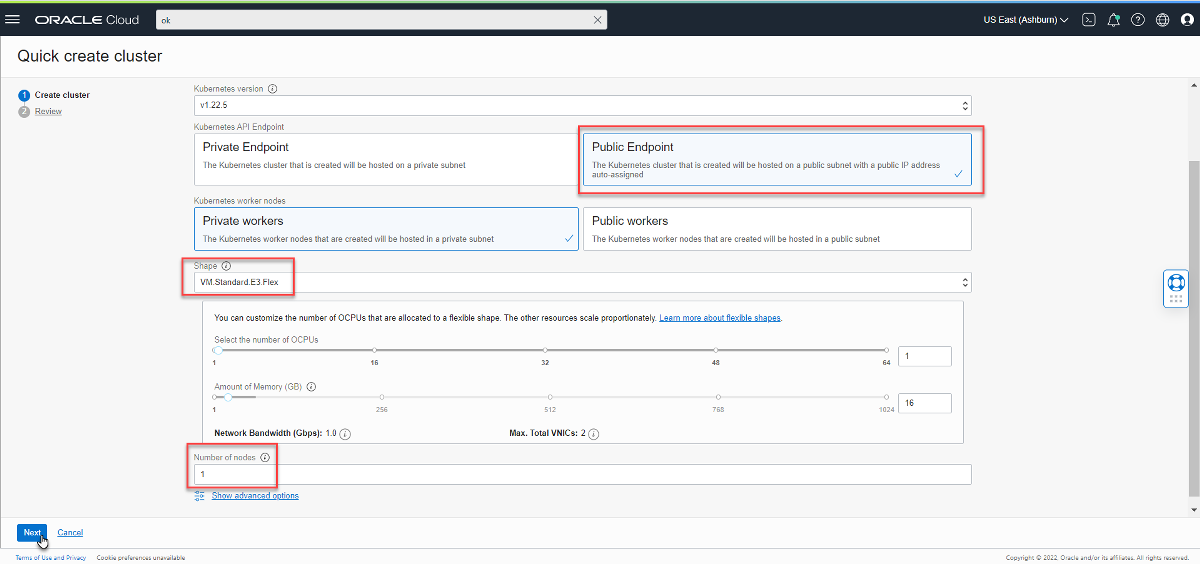 ORACLE Cloud
ok
US East (Ashburn)
Quick create cluster
1 Create cluster
2 Review
Kubernetes version
v1.22.5
Kubernetes API Endpoint
Private Endpoint
The Kubernetes cluster that is created will be hosted on a private subnet
Public Endpoint
The Kubernetes cluster that is created will be hosted on a public subnet with a public IP address
auto-assigned
Kubernetes worker nodes
Private workers
The Kubernetes worker nodes that are created will be hosted in a private subnet
Public workers
The Kubernetes worker nodes that are created will be hosted in a public subnet
Shape
VM.Standard.E3.Flex
You can customize the number of OCPUs that are allocated to a flexible shape. The other resources scale proportionately. Learn more about flexible shapes.
Select the number of OCPUs
1 16 32 48 64
1
Amount of Memory (GB)
1 256 512 768 1024
16
Network Bandwidth (Gbps): 1.0
Max. Total VNICs: 2
Number of nodes
1
Show advanced options
Next Cancel
Terms of Use and Privacy Cookie preferences unavailable
Copyright © 2022, Oracle and/or its affiliates. All rights reserved.